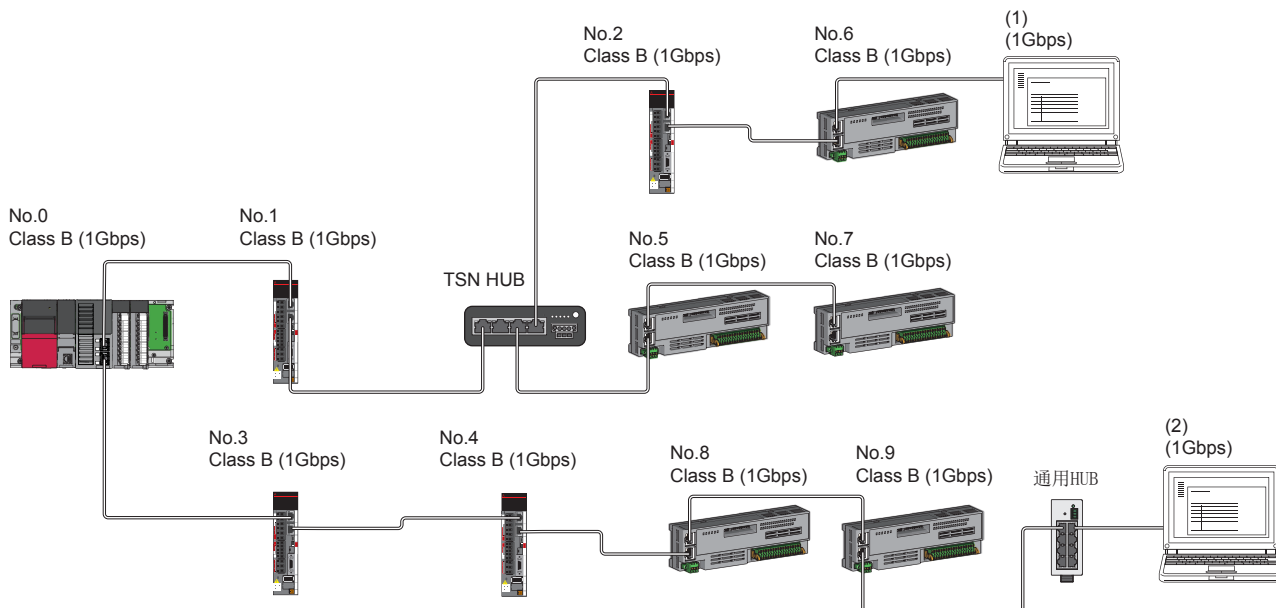 No.2
Class B (1Gbps)
No.6
Class B (1Gbps)
(1)
(1Gbps)
No.0
Class B (1Gbps)
No.1
Class B (1Gbps)
TSN HUB
No.5
Class B (1Gbps)
No.7
Class B (1Gbps)
No.3
Class B (1Gbps)
No.4
Class B (1Gbps)
No.8
Class B (1Gbps)
No.9
Class B (1Gbps)
通用HUB
(2)
(1Gbps)